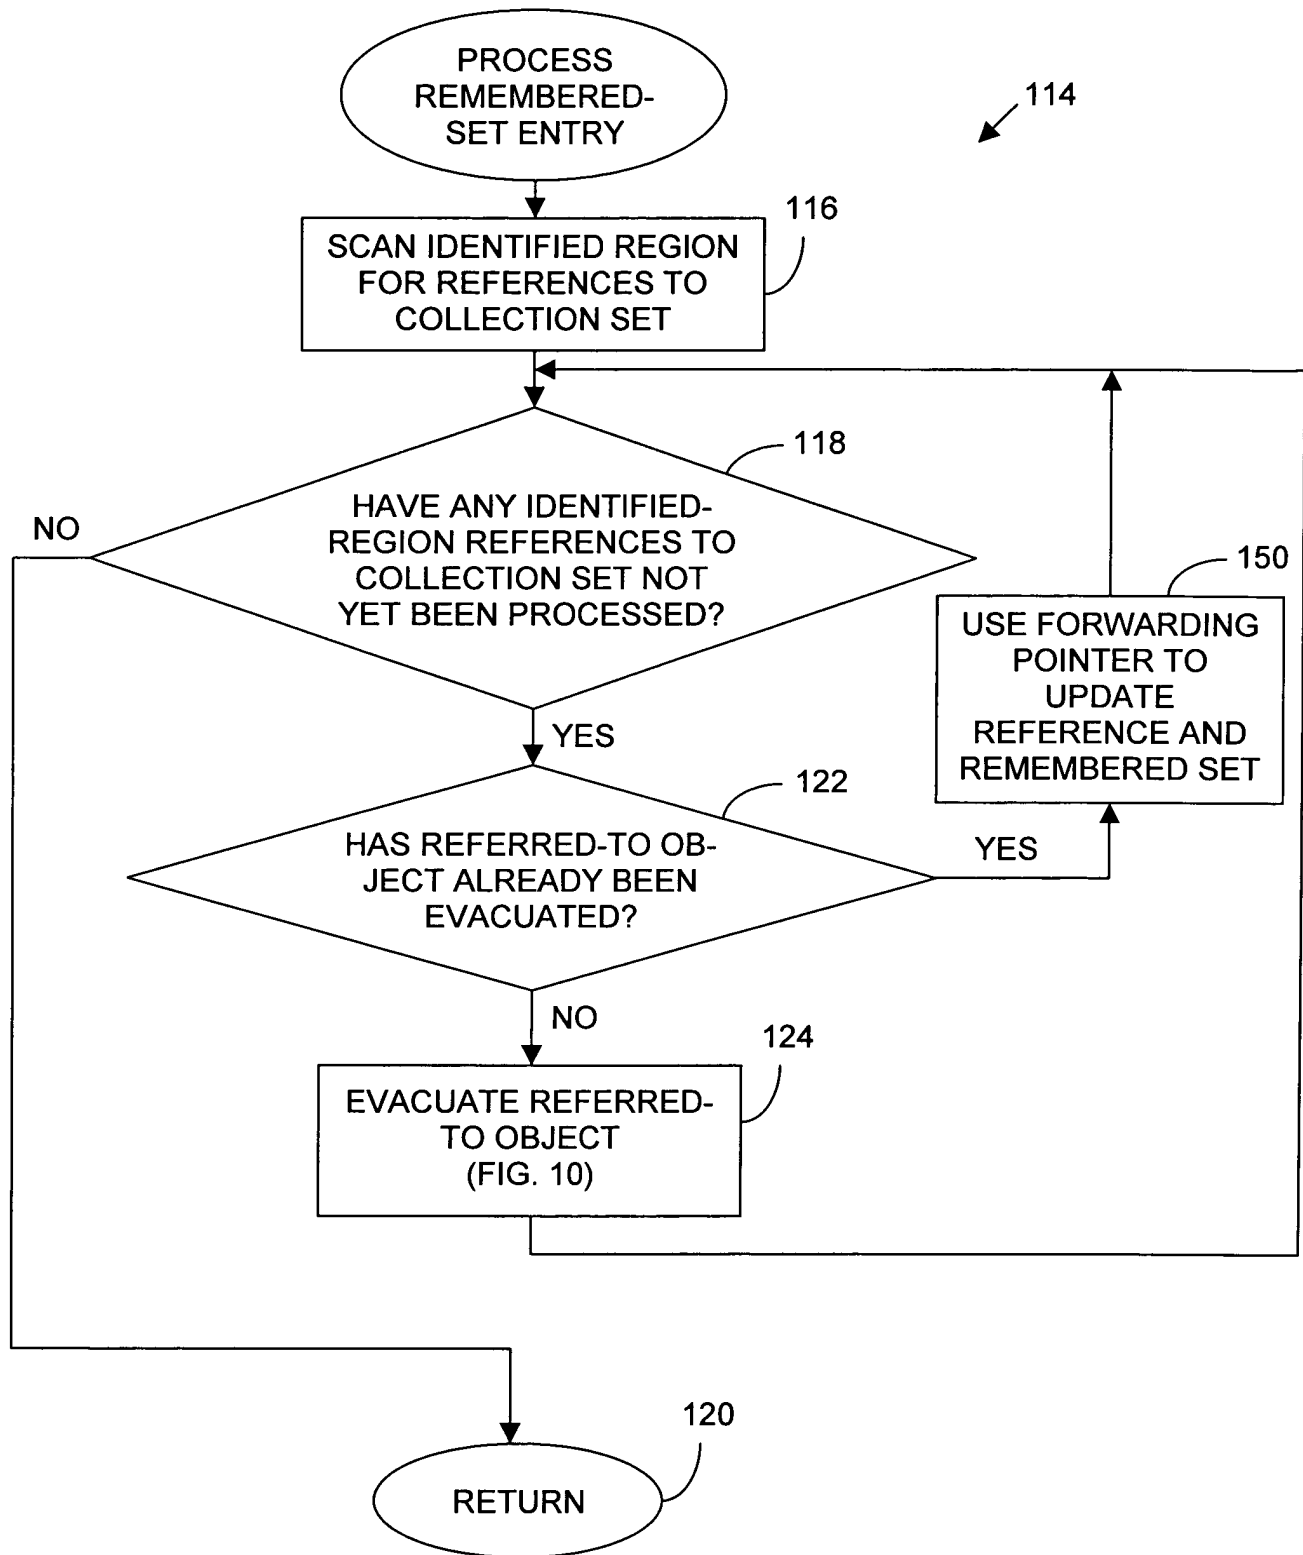 PROCESS
REMEMBERED-
SET ENTRY
114
116
SCAN IDENTIFIED REGION
FOR REFERENCES TO
COLLECTION SET
118
NO
HAVE ANY IDENTIFIED-
REGION REFERENCES TO
COLLECTION SET NOT
YET BEEN PROCESSED?
150
USE FORWARDING
POINTER TO
UPDATE
REFERENCE AND
REMEMBERED SET
YES
122
HAS REFERRED-TO OB-
JECT ALREADY BEEN
EVACUATED?
YES
NO
124
EVACUATE REFERRED-
TO OBJECT
(FIG. 10)
120
RETURN